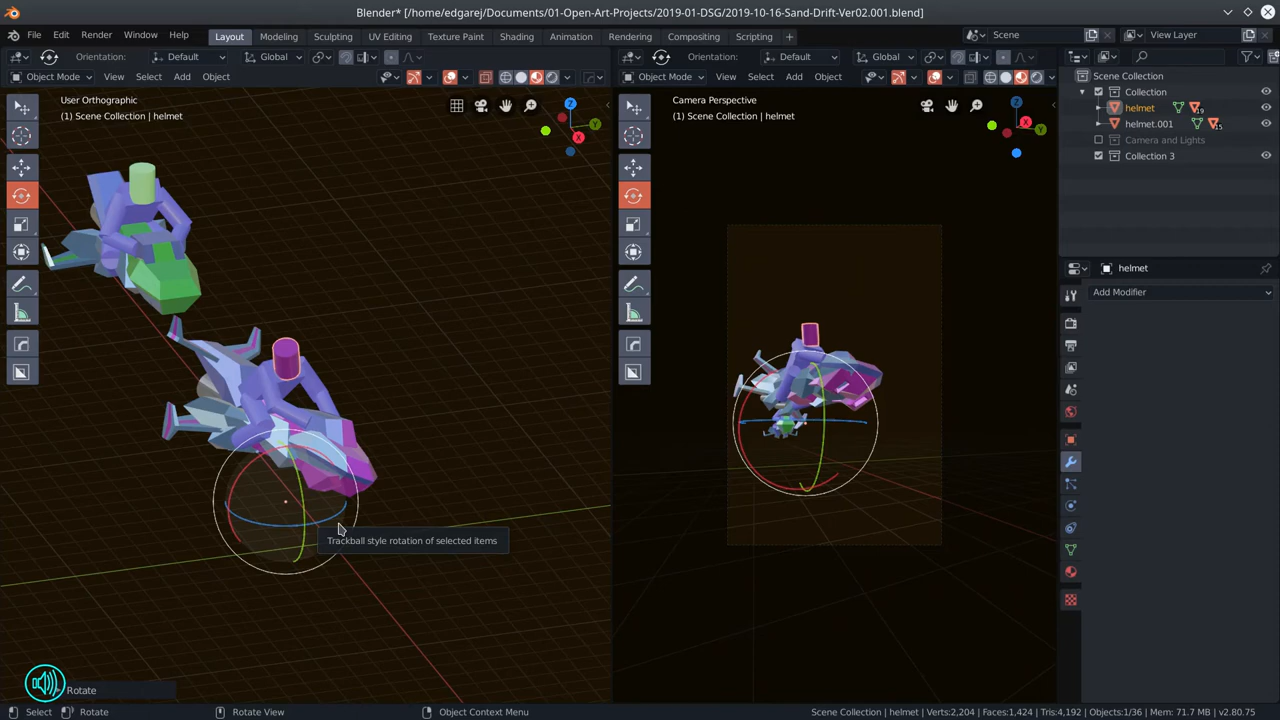 Blender* [/home/edgarej/Documents/01-Open-Art-Projects/2019-01-DSG/2019-10-16-Sand-Drift-Ver02.001.blend]
File Edit Render Window Help Layout Modeling Sculpting UV Editing Texture Paint Shading Animation Rendering Compositing Scripting + Scene View Layer
Orientation: Default Global Orientation: Default Global
Object Mode View Select Add Object Object Mode View Select Add Object
Scene Collection
Collection
helmet
helmet.001
Camera and Lights
Collection 3
User Orthographic
(1) Scene Collection | helmet
Camera Perspective
(1) Scene Collection | helmet
helmet
Add Modifier
Trackball style rotation of selected items
Rotate
Select Rotate Rotate View Object Context Menu Scene Collection | helmet | Verts:2,204 | Faces:1,424 | Tris:4,192 | Objects:1/36 | Mem: 71.7 MB | v2.80.75